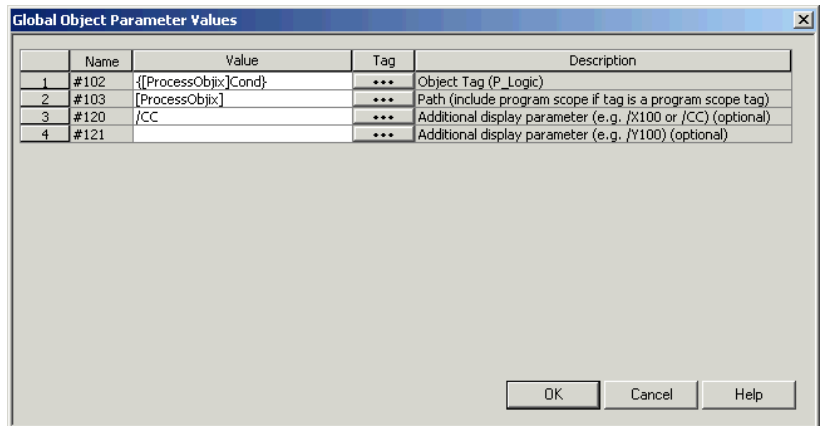 Global Object Parameter Values
Name Value Tag Description
1 #102 {[ProcessObjix]Cond} ••• Object Tag (P_Logic)
2 #103 [ProcessObjix] ••• Path (include program scope if tag is a program scope tag)
3 #120 /CC ••• Additional display parameter (e.g. /X100 or /CC) (optional)
4 #121 ••• Additional display parameter (e.g. /Y100) (optional)
OK Cancel Help